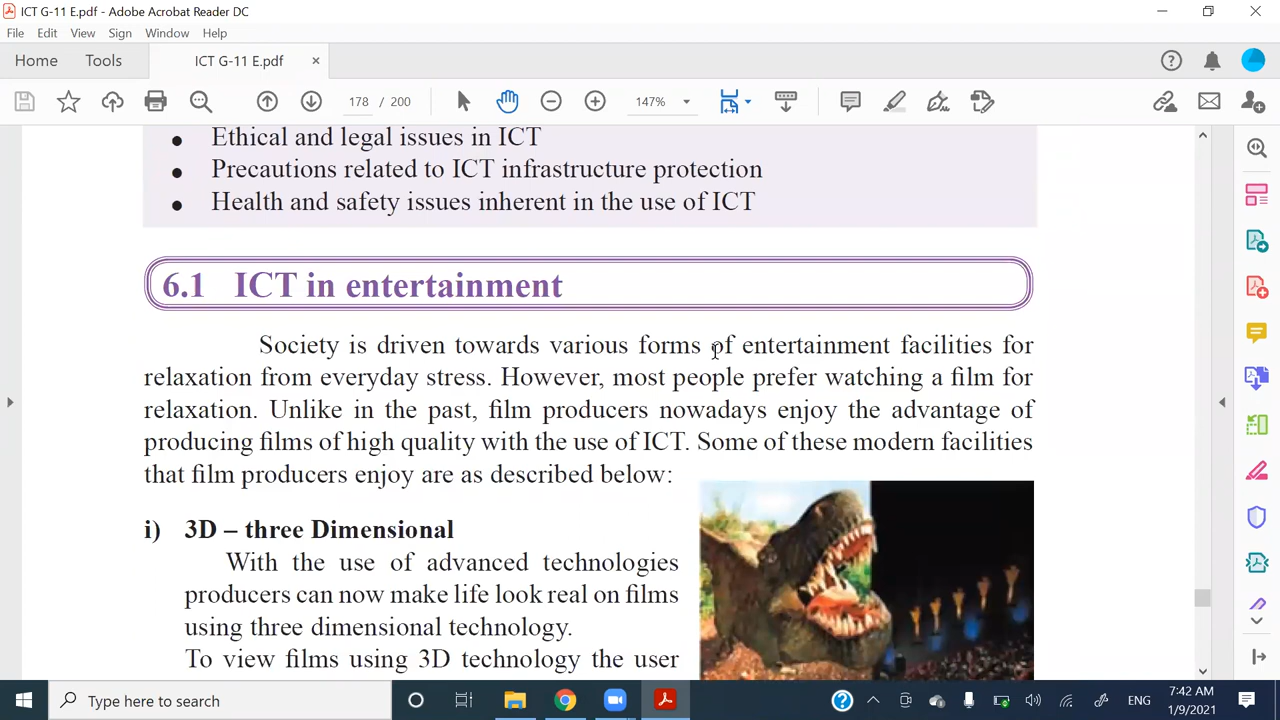 ICT G-11 E.pdf - Adobe Acrobat Reader DC
File Edit View Sign Window Help
Home Tools ICT G-11 E.pdf ×
178 / 200 147%
• Ethical and legal issues in ICT
• Precautions related to ICT infrastructure protection
• Health and safety issues inherent in the use of ICT
6.1 ICT in entertainment
Society is driven towards various forms of entertainment facilities for
relaxation from everyday stress. However, most people prefer watching a film for
relaxation. Unlike in the past, film producers nowadays enjoy the advantage of
producing films of high quality with the use of ICT. Some of these modern facilities
that film producers enjoy are as described below:
i) 3D – three Dimensional
With the use of advanced technologies
producers can now make life look real on films
using three dimensional technology.
To view films using 3D technology the user
Type here to search
ENG
7:42 AM
1/9/2021